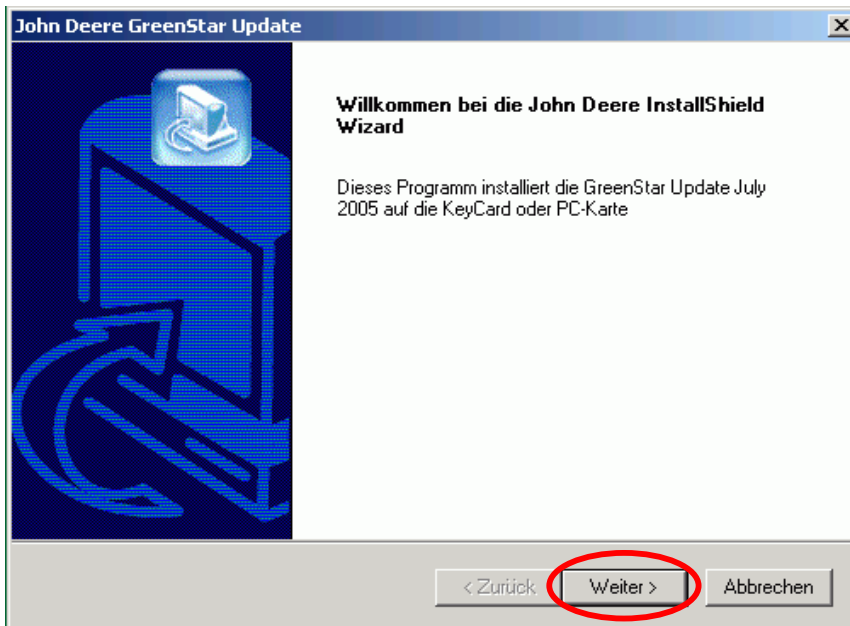 John Deere GreenStar Update
Willkommen bei die John Deere InstallShield
Wizard
Dieses Programm installiert die GreenStar Update July
2005 auf die KeyCard oder PC-Karte
< Zurück
Weiter >
Abbrechen